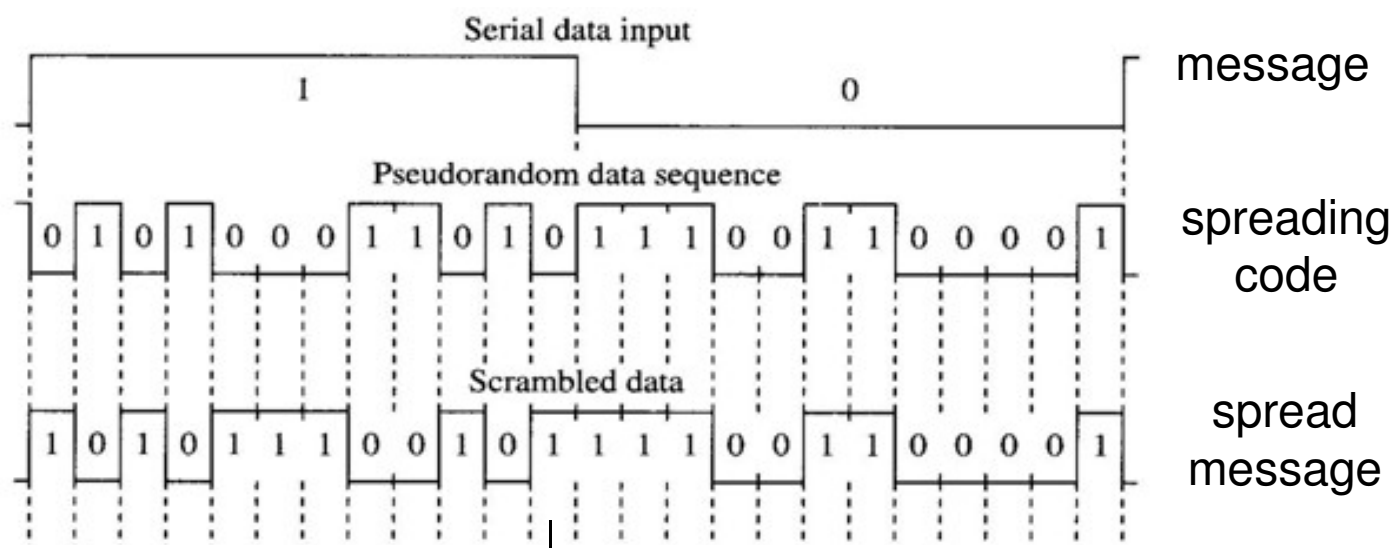 Serial data input
1 0 message
Pseudorandom data sequence
0 1 0 1 0 0 0 1 1 0 1 0 1 1 1 0 0 1 1 0 0 0 0 1
spreading
code
Scrambled data
1 0 1 0 1 1 1 0 0 1 0 1 1 1 1 0 0 1 1 0 0 0 0 1
spread
message